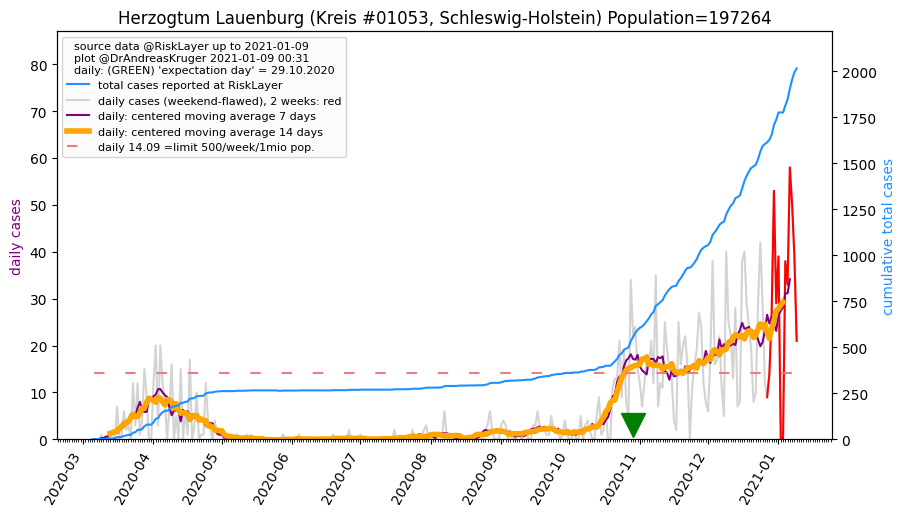 Herzogtum Lauenburg (Kreis #01053, Schleswig-Holstein) Population=197264
source data @RiskLayer up to 2021-01-09
plot @DrAndreasKruger 2021-01-09 00:31
daily: (GREEN) 'expectation day' = 29.10.2020
total cases reported at RiskLayer
daily cases (weekend-flawed), 2 weeks: red
daily: centered moving average 7 days
daily: centered moving average 14 days
daily 14.09 =limit 500/week/1mio pop.
daily cases
80
70
60
50
40
30
20
10
0
cumulative total cases
2000
1750
1500
1250
1000
750
500
250
0
2020-03
2020-04
2020-05
2020-06
2020-07
2020-08
2020-09
2020-10
2020-11
2020-12
2021-01